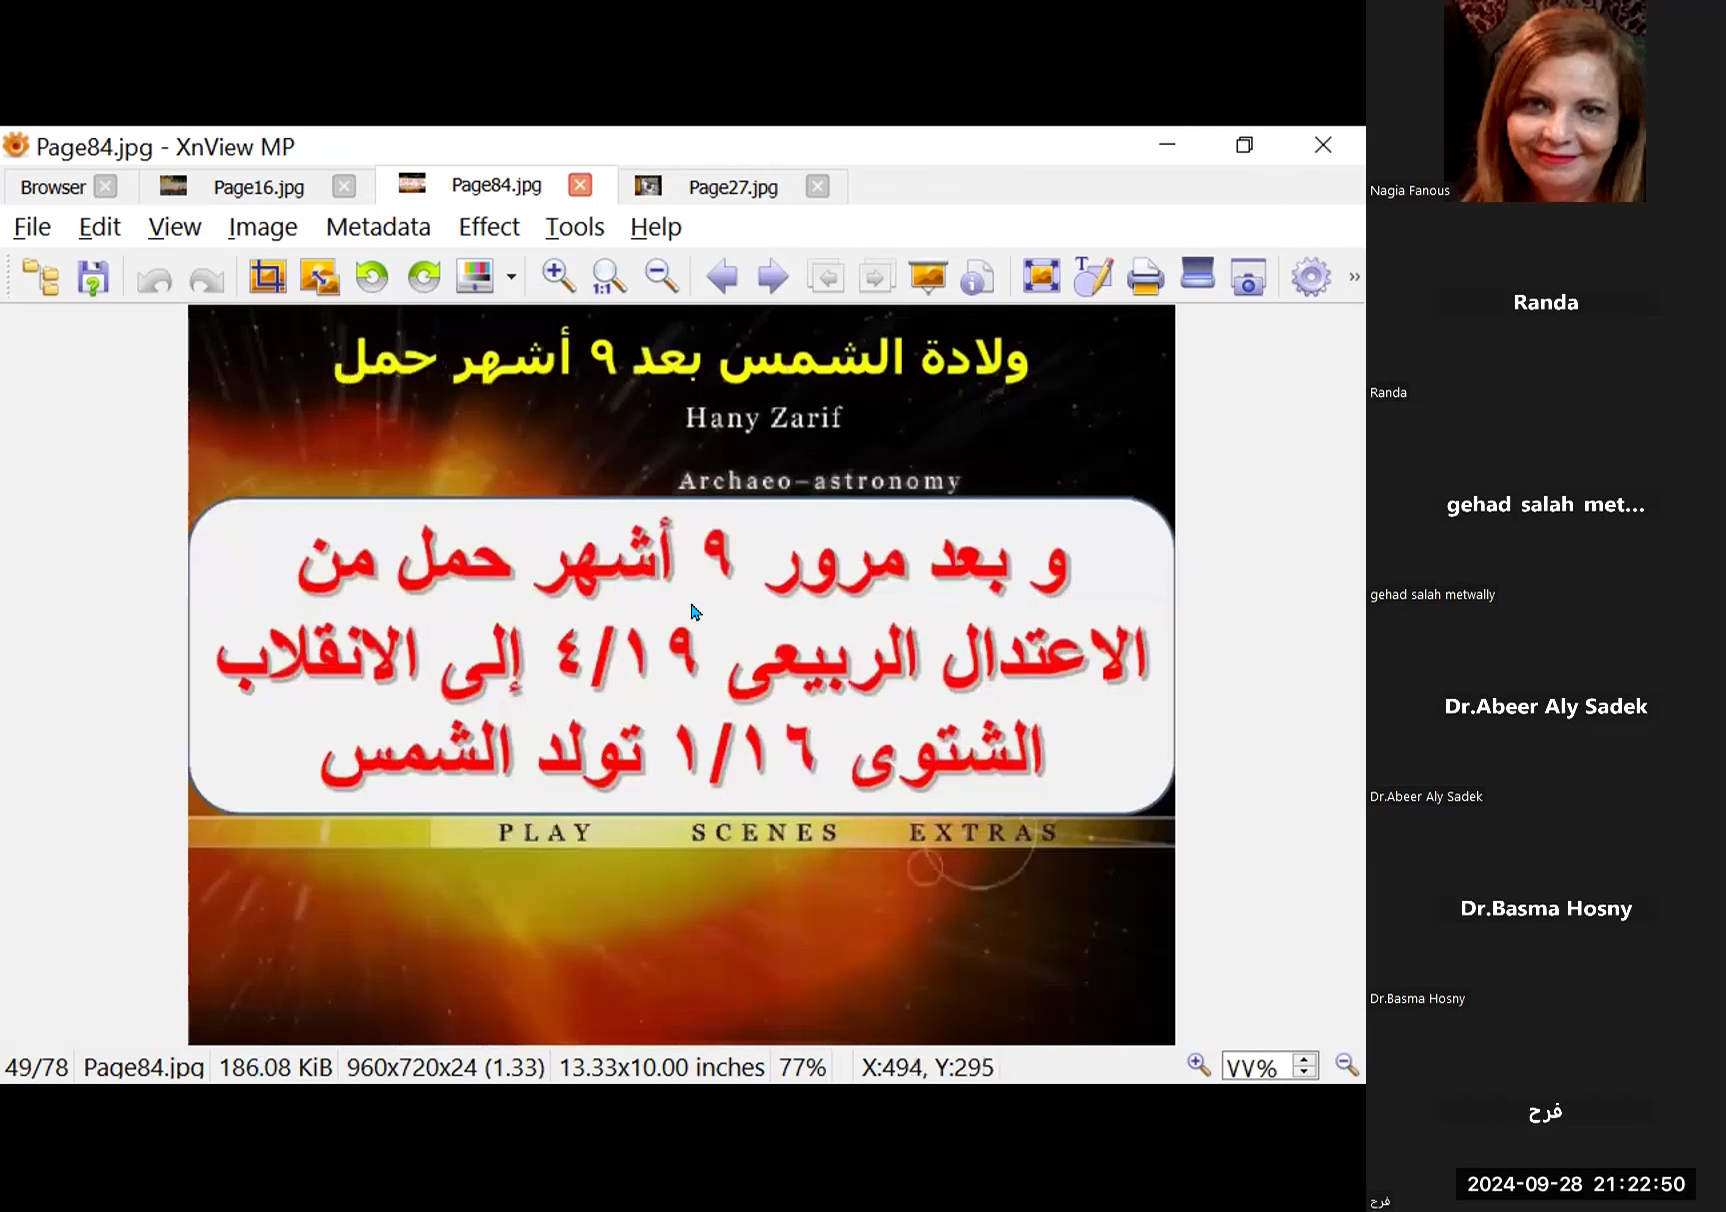 Page84.jpg - XnView MP
Browser
Page16.jpg
Page84.jpg
Page27.jpg
File Edit View Image Metadata Effect Tools Help
1:1
T
»
ولادة الشمس بعد ٩ أشهر حمل
Hany Zarif
Archaeo-astronomy
و بعد مرور ٩ أشهر حمل من
الاعتدال الربيعى ٤/١٩ إلى الانقلاب
الشتوى ١/١٦ تولد الشمس
PLAY SCENES EXTRAS
49/78 Page84.jpg 186.08 KiB 960x720x24 (1.33) 13.33x10.00 inches 77% X:494, Y:295
٧٧%
Nagia Fanous
Randa
Randa
gehad salah met...
gehad salah metwally
Dr.Abeer Aly Sadek
Dr.Abeer Aly Sadek
Dr.Basma Hosny
Dr.Basma Hosny
فرح
2024-09-28 21:22:50
فرح